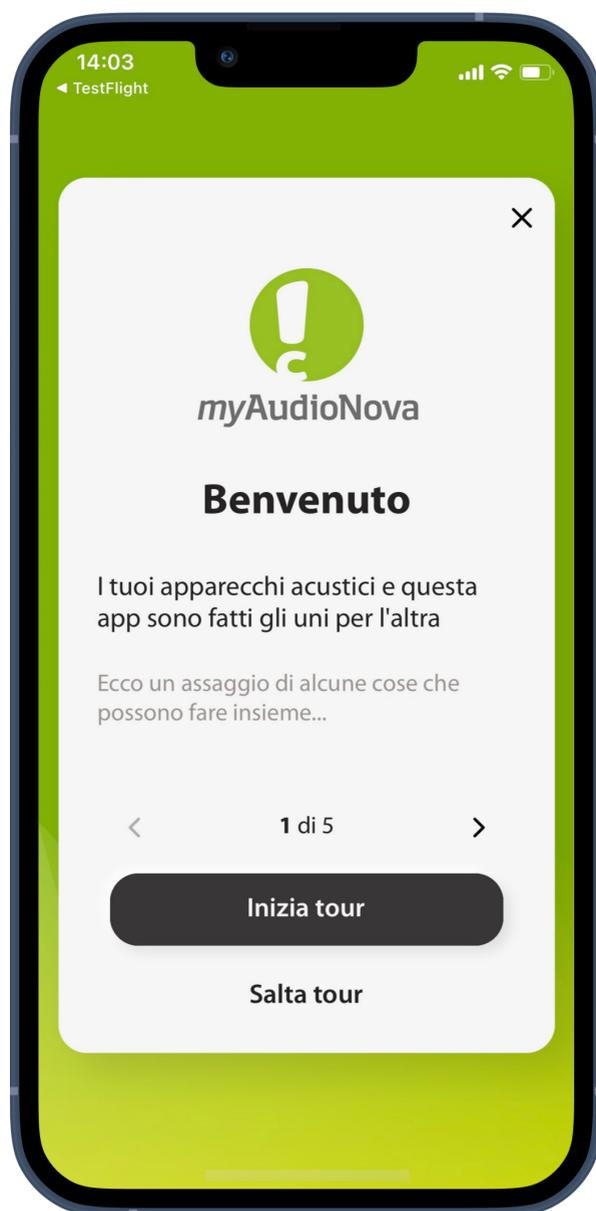 14:03
◀ TestFlight
myAudioNova
Benvenuto
I tuoi apparecchi acustici e questa
app sono fatti gli uni per l'altra
Ecco un assaggio di alcune cose che
possono fare insieme...
1 di 5
Inizia tour
Salta tour